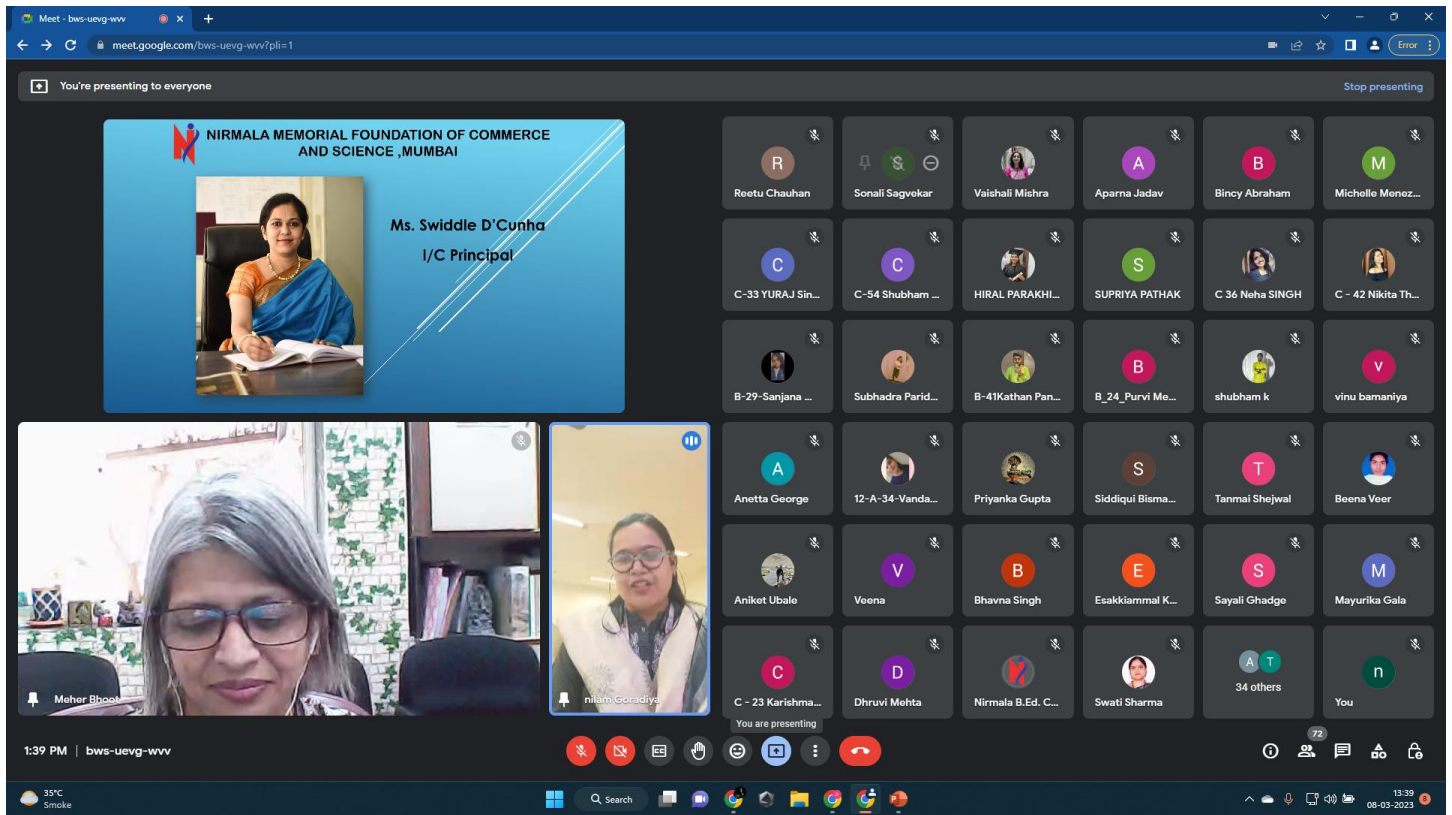 Meet - bws-uevg-wvv
meet.google.com/bws-uevg-wvv?pli=1
Error
You're presenting to everyone
Stop presenting
NIRMALA MEMORIAL FOUNDATION OF COMMERCE
AND SCIENCE ,MUMBAI
Ms. Swiddle D'Cunha
I/C Principal
R
Reetu Chauhan
Sonali Sagvekar
Vaishali Mishra
A
Aparna Jadav
B
Bincy Abraham
M
Michelle Menez...
C
C-33 YURAJ Sin...
C
C-54 Shubham ...
HIRAL PARAKHI...
S
SUPRIYA PATHAK
C 36 Neha SINGH
C - 42 Nikita Th...
B-29-Sanjana ...
Subhadra Parid...
B-41Kathan Pan...
B
B_24_Purvi Me...
shubham k
v
vinu bamaniya
A
Anetta George
12-A-34-Vanda...
Priyanka Gupta
S
Siddiqui Bisma...
T
Tanmai Shejwal
Beena Veer
Aniket Ubale
V
Veena
B
Bhavna Singh
E
Esakkiammal K...
S
Sayali Ghadge
M
Mayurika Gala
C
C - 23 Karishma...
D
Dhruvi Mehta
Nirmala B.Ed. C...
Swati Sharma
A T
34 others
n
You
Meher Bhoot
nilam Goradiya
You are presenting
1:39 PM | bws-uevg-wvv
72
35°C
Smoke
Search
13:39
08-03-2023
8